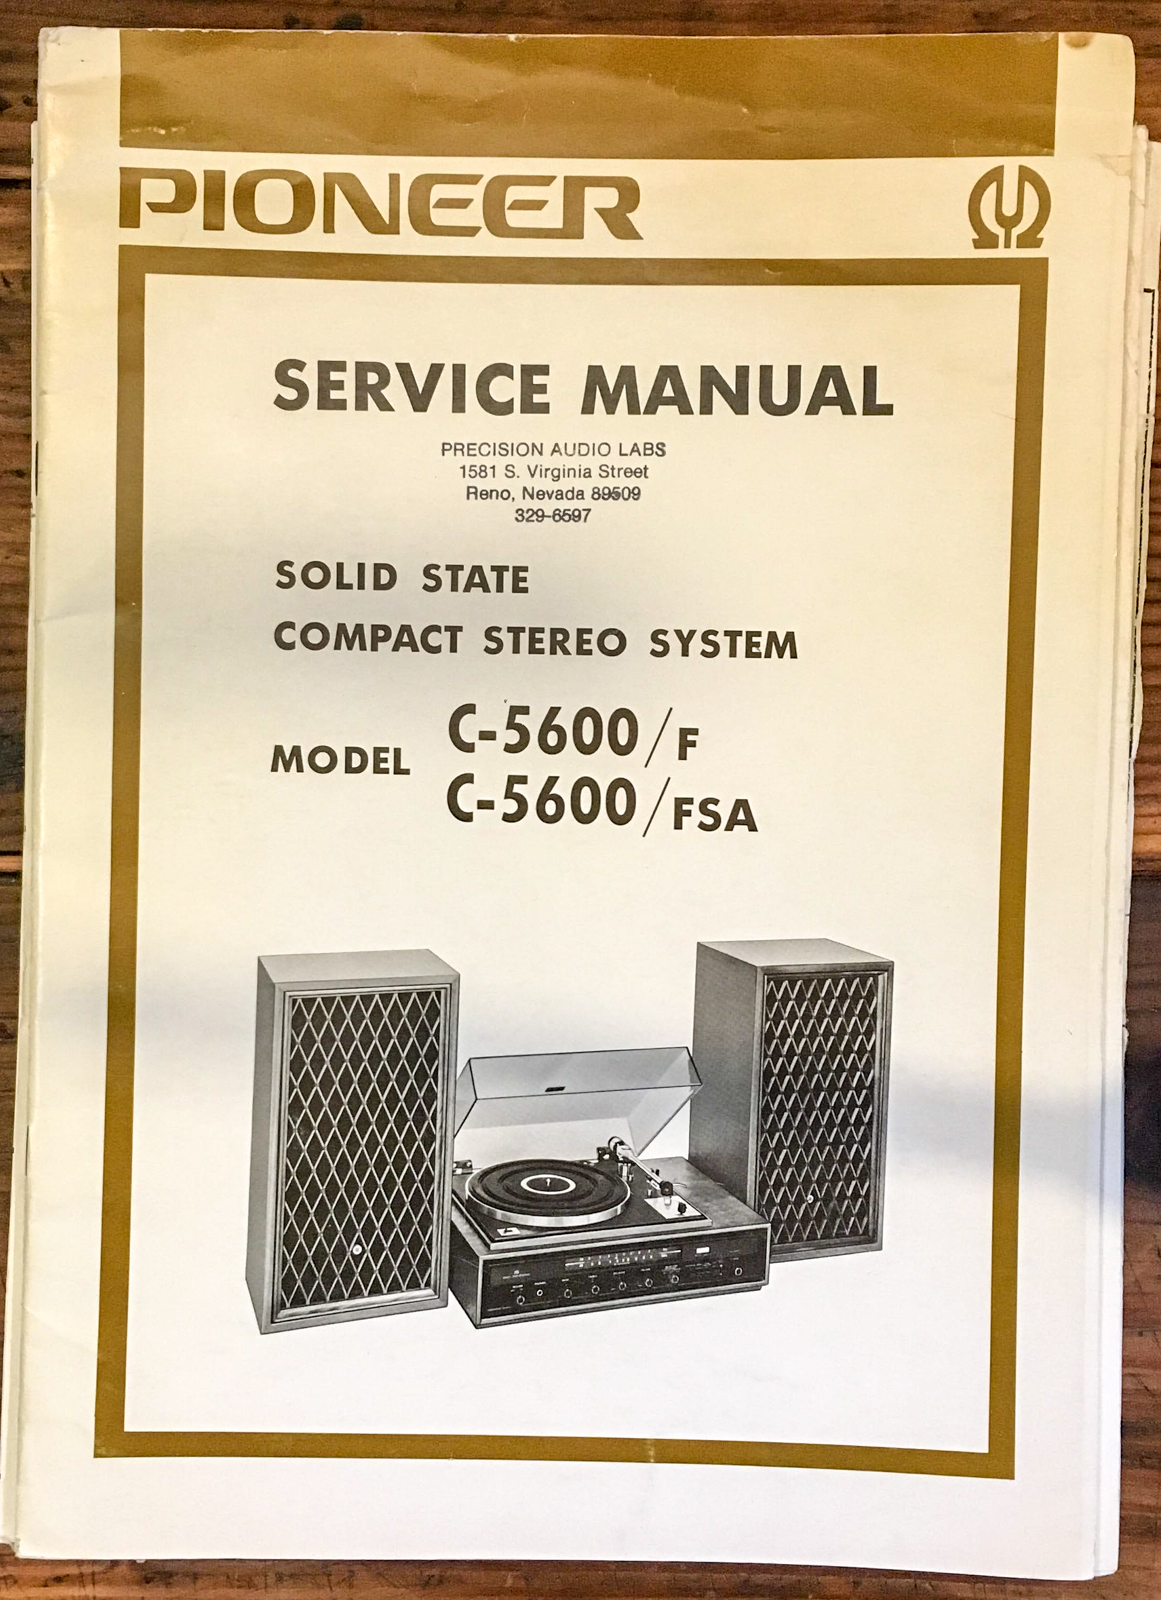 PIONEER
SERVICE MANUAL
PRECISION AUDIO LABS
1581 S. Virginia Street
Reno, Nevada 89509
329-6597
SOLID STATE
COMPACT STEREO SYSTEM
MODEL C-5600/F
C-5600/FSA